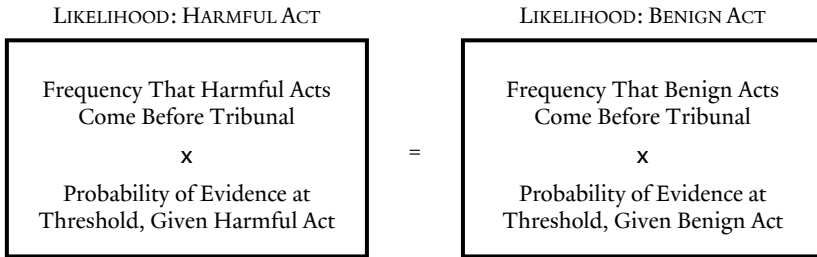 LIKELIHOOD: HARMFUL ACT
Frequency That Harmful Acts
Come Before Tribunal
x
Probability of Evidence at
Threshold, Given Harmful Act
=
LIKELIHOOD: BENIGN ACT
Frequency That Benign Acts
Come Before Tribunal
x
Probability of Evidence at
Threshold, Given Benign Act